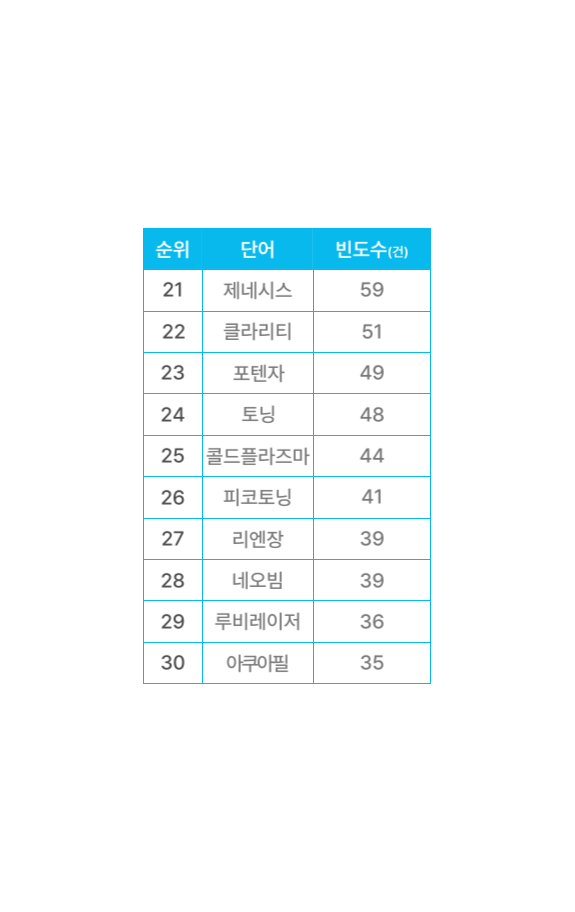 순위 단어 빈도수(건)
21 제네시스 59
22 클라리티 51
23 포텐자 49
24 토닝 48
25 콜드플라즈마 44
26 피코토닝 41
27 리엔장 39
28 네오빔 39
29 루비레이저 36
30 아쿠아필 35